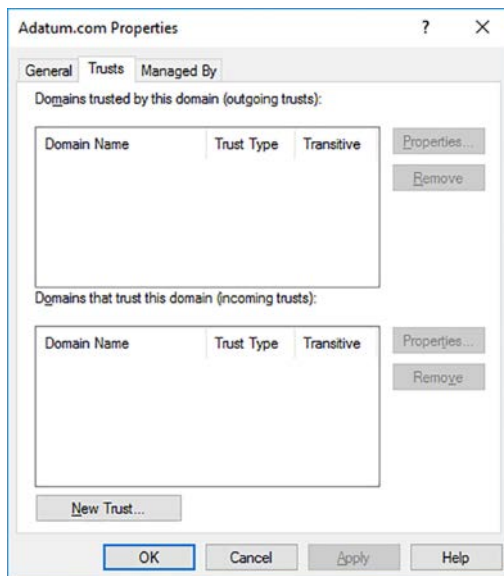 Adatum.com Properties ?
General Trusts Managed By
Domains trusted by this domain (outgoing trusts):
Domain Name Trust Type Transitive
Properties...
Remove
Domains that trust this domain (incoming trusts):
Domain Name Trust Type Transitive
Properties...
Remove
New Trust...
OK Cancel Apply Help